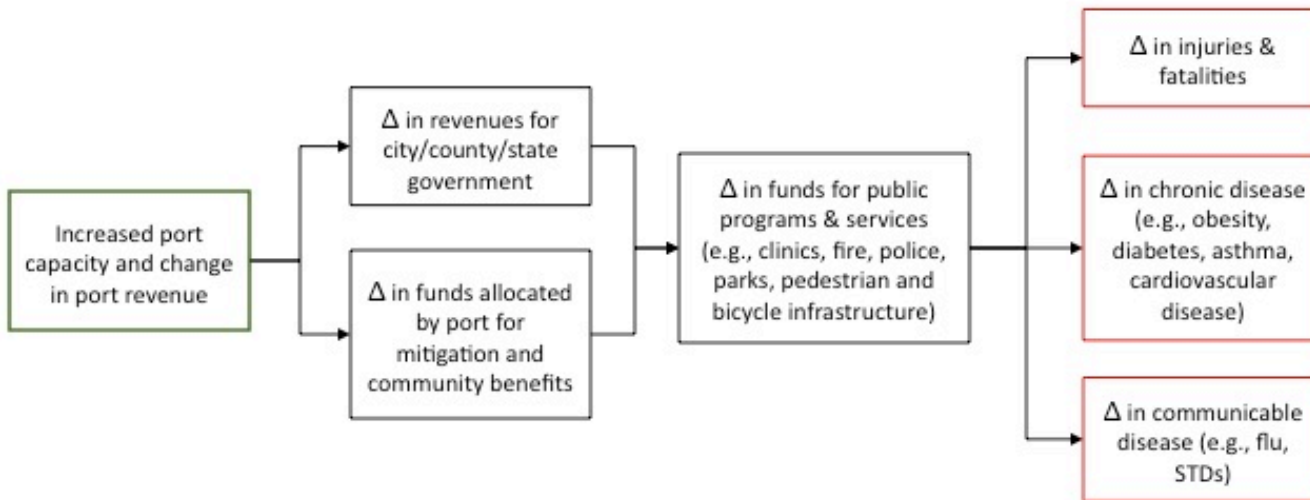 Increased port
capacity and change
in port revenue
Δ in revenues for
city/county/state
government
Δ in funds allocated
by port for
mitigation and
community benefits
Δ in funds for public
programs & services
(e.g., clinics, fire, police,
parks, pedestrian and
bicycle infrastructure)
Δ in injuries &
fatalities
Δ in chronic disease
(e.g., obesity,
diabetes, asthma,
cardiovascular
disease)
Δ in communicable
disease (e.g., flu,
STDs)